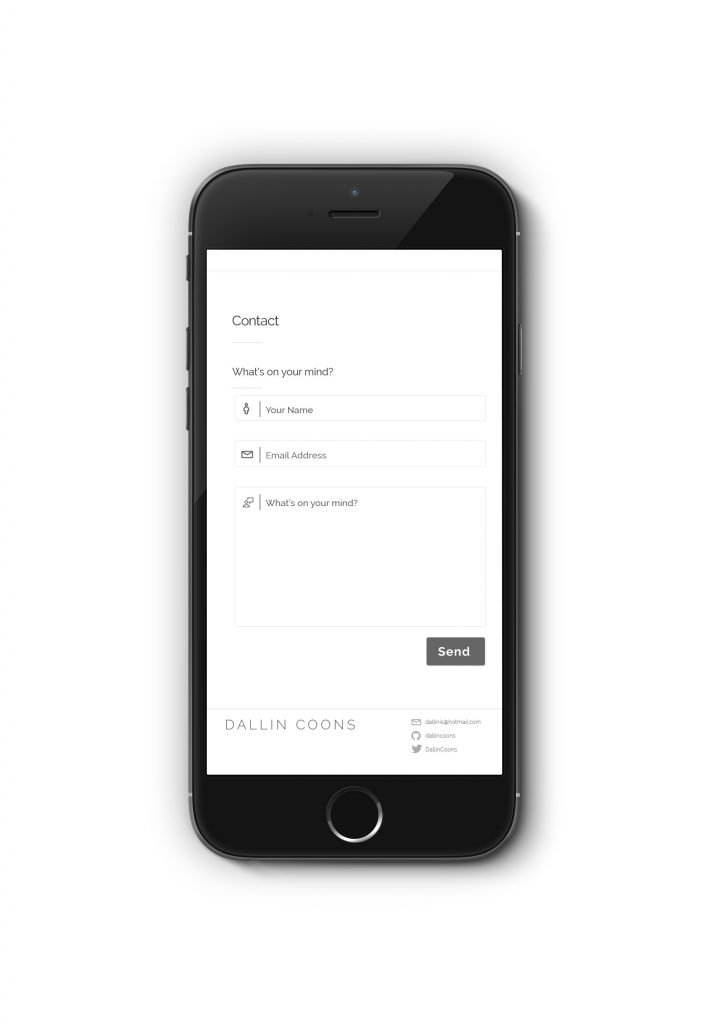 Contact
What's on your mind?
Your Name
Email Address
What's on your mind?
Send
DALLIN COONS
dallinis@hotmail.com
dallincoons
DallinCoons